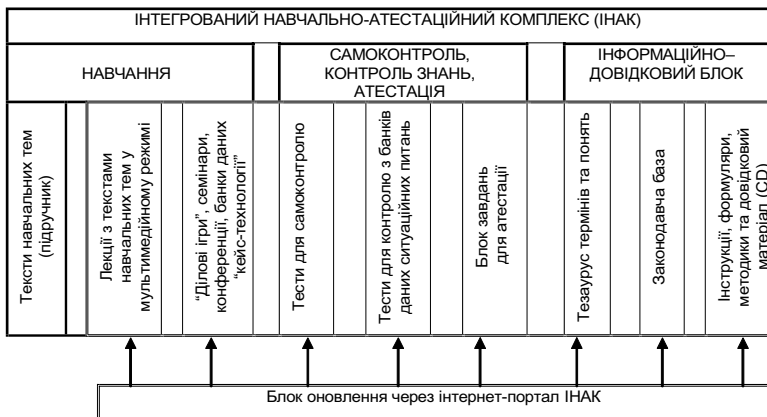 ІНТЕГРОВАНИЙ НАВЧАЛЬНО-АТЕСТАЦІЙНИЙ КОМПЛЕКС (ІНАК)
НАВЧАННЯ
САМОКОНТРОЛЬ,
КОНТРОЛЬ ЗНАНЬ,
АТЕСТАЦІЯ
ІНФОРМАЦІЙНО–
ДОВІДКОВИЙ БЛОК
Тексти навчальних тем
(підручник)
Лекції з текстами
навчальних тем у
мультимедійному режимі
“Ділові ігри”, семінари,
конференції, банки даних
“кейс-технології”
Тести для самоконтролю
Тести для контролю з банків
даних ситуаційних питань
Блок завдань
для атестації
Тезаурус термінів та понять
Законодавча база
Інструкції, формуляри,
методики та довідковий
матеріал (CD)
Блок оновлення через інтернет-портал ІНАК